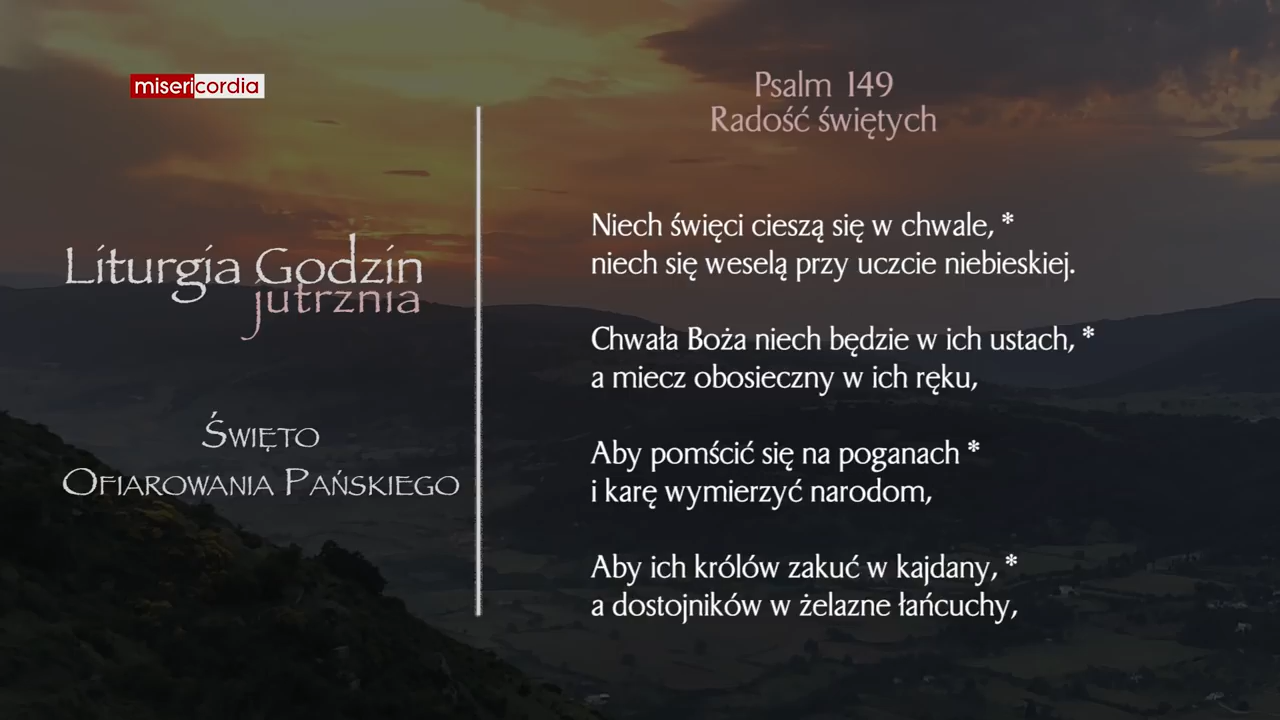 misericordia
Liturgia Godzin
jutrznia
Święto
Ofiarowania Pańskiego
Psalm 149
Radość świętych
Niech święci cieszą się w chwale, *
niech się weselą przy uczcie niebieskiej.
Chwała Boża niech będzie w ich ustach, *
a miecz obosieczny w ich ręku,
Aby pomścić się na poganach *
i karę wymierzyć narodom,
Aby ich królów zakuć w kajdany, *
a dostojników w żelazne łańcuchy,